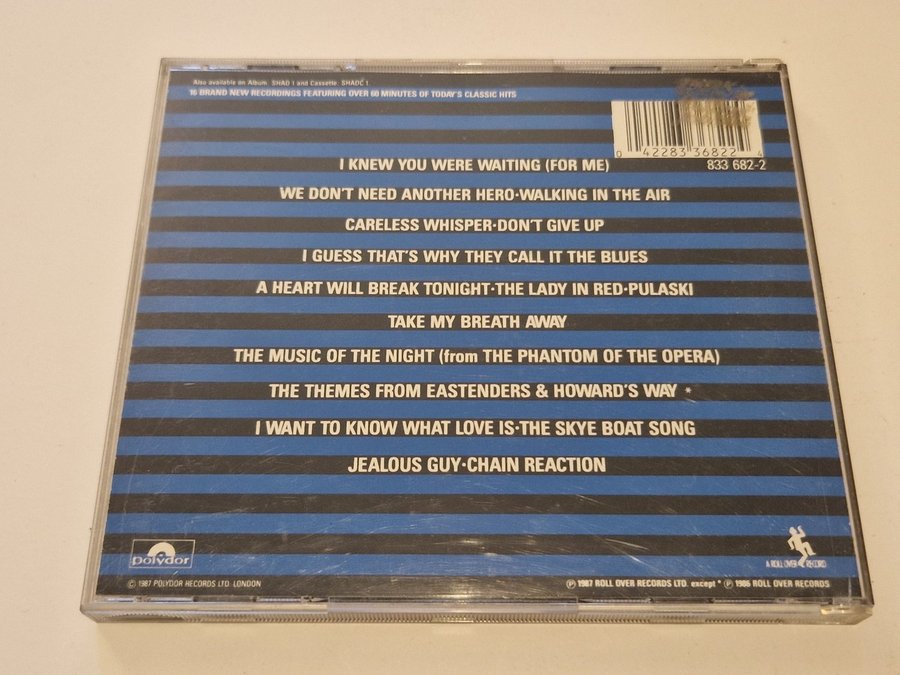 Also available on Album SHAD 1 and Cassette. SHADC 1.
16 BRAND NEW RECORDINGS FEATURING OVER 60 MINUTES OF TODAY'S CLASSIC HITS
0 42283 36822 4
833 682-2
I KNEW YOU WERE WAITING (FOR ME)
WE DON'T NEED ANOTHER HERO·WALKING IN THE AIR
CARELESS WHISPER·DON'T GIVE UP
I GUESS THAT'S WHY THEY CALL IT THE BLUES
A HEART WILL BREAK TONIGHT·THE LADY IN RED·PULASKI
TAKE MY BREATH AWAY
THE MUSIC OF THE NIGHT (from THE PHANTOM OF THE OPERA)
THE THEMES FROM EASTENDERS & HOWARD'S WAY *
I WANT TO KNOW WHAT LOVE IS·THE SKYE BOAT SONG
JEALOUS GUY·CHAIN REACTION
polydor
A ROLL OVER RECORD
© 1987 POLYDOR RECORDS LTD. LONDON
℗ 1987 ROLL OVER RECORDS LTD. except * ℗ 1986 ROLL OVER RECORDS